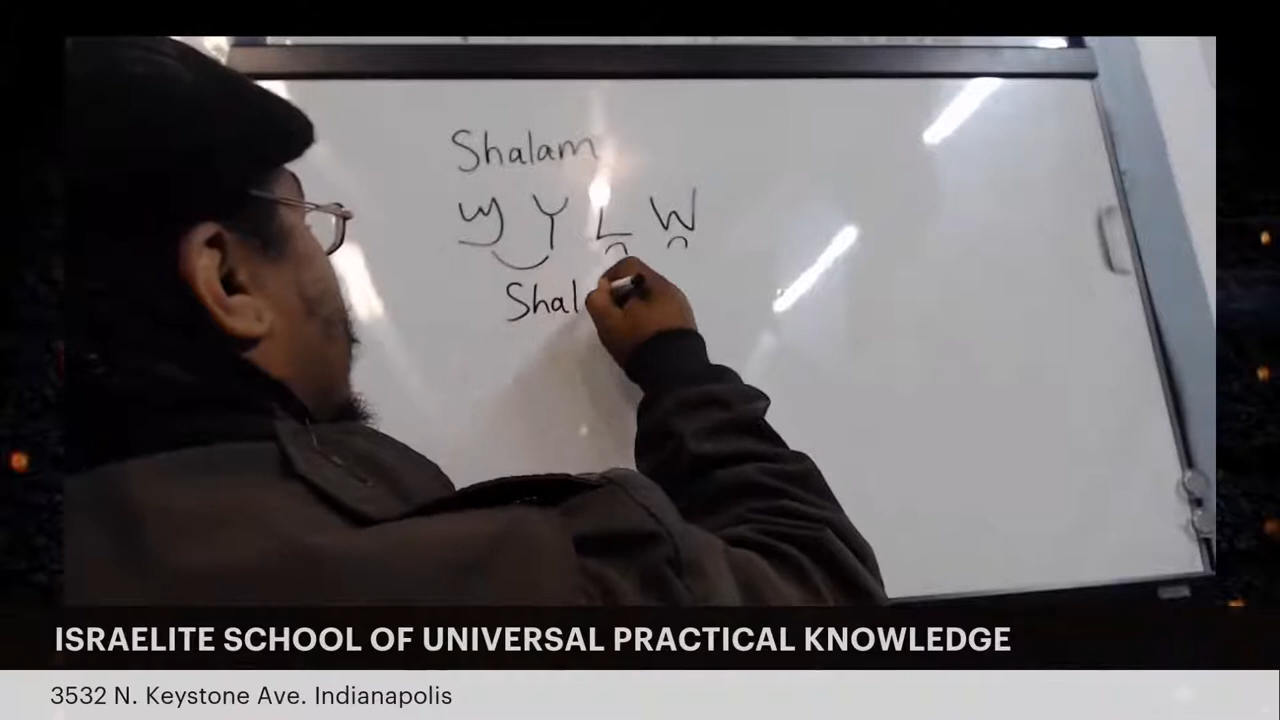 Shalam
𐤌 𐤅 𐤋 𐤔
Shal
ISRAELITE SCHOOL OF UNIVERSAL PRACTICAL KNOWLEDGE
3532 N. Keystone Ave. Indianapolis